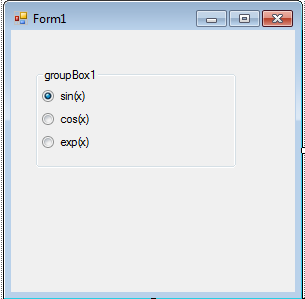 Form1
groupBox1
sin(x)
cos(x)
exp(x)